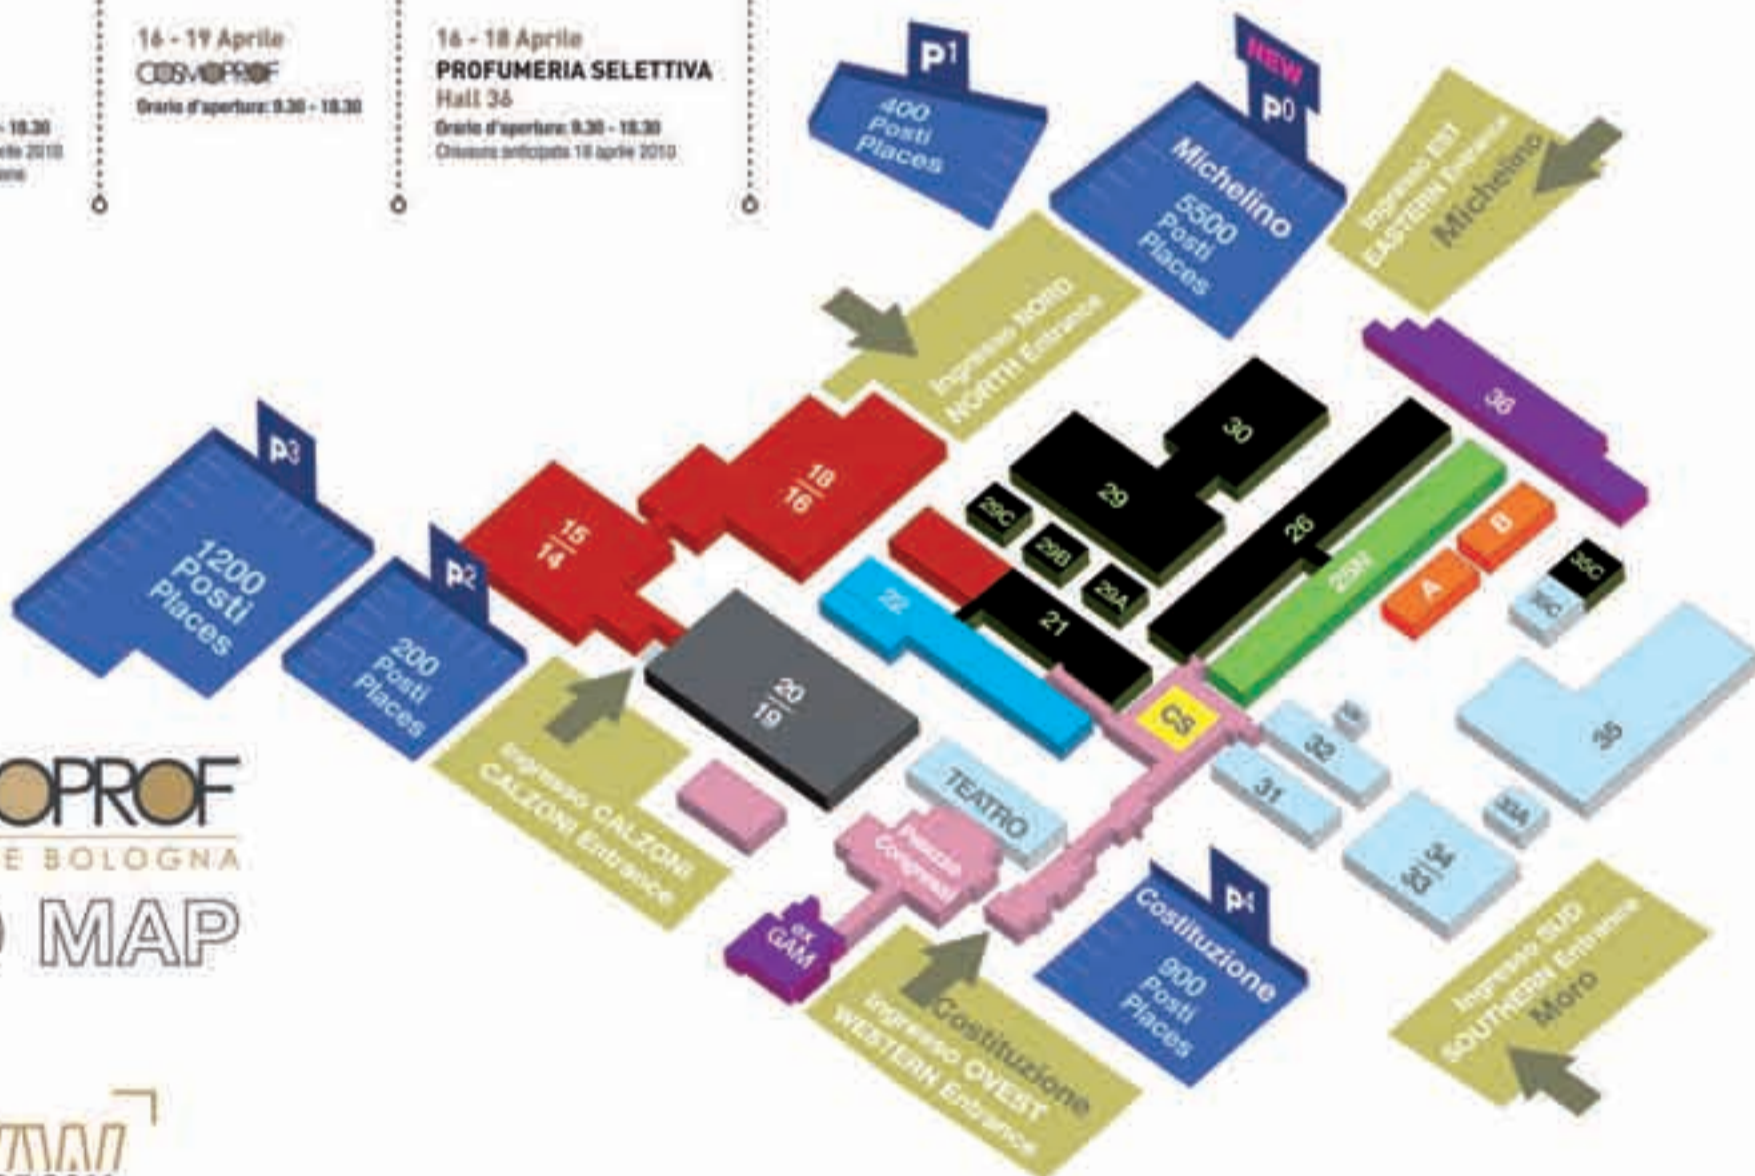 - 18.30
16 - 19 Aprile
COSMOPROF
Orario d'apertura: 9.30 - 18.30
16 - 18 Aprile
PROFUMERIA SELETTIVA
Hall 36
Orario d'apertura: 9.30 - 18.30
Chiusura anticipata 18 aprile 2010
P1
400
Posti
Places
NEW
P0
Michelino
5500
Posti
Places
Ingresso EST
EASTERN Entrance
Michelino
Ingresso NORD
NORTH Entrance
P3
1200
Posti
Places
P2
200
Posti
Places
15
14
18
16
30
29
29C
29B
29A
26
25N
36
B
A
35C
22
21
20
19
CS
32
31
35
33A
33|34
TEATRO
Palazzo
Congressi
ex
GAM
Ingresso CALZONI
CALZONI Entrance
P4
Costituzione
900
Posti
Places
Costituzione
Ingresso OVEST
WESTERN Entrance
Ingresso SUD
SOUTHERN Entrance
Moro
OPROF
E BOLOGNA
MAP